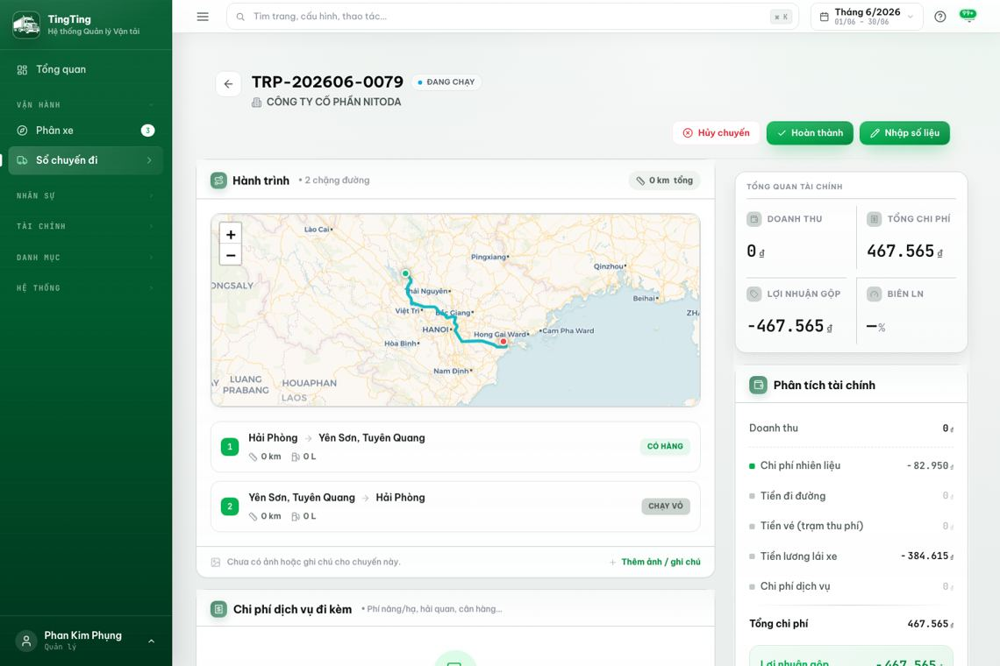 TingTing
Hệ thống Quản lý Vận tải
Tổng quan
VẬN HÀNH
Phân xe 3
Sổ chuyến đi
NHÂN SỰ
TÀI CHÍNH
DANH MỤC
HỆ THỐNG
Phan Kim Phụng
Quản lý
Tìm trang, cấu hình, thao tác...
⌘ K
Tháng 6/2026
01/06 – 30/06
99+
TRP-202606-0079 ĐANG CHẠY
CÔNG TY CỔ PHẦN NITODA
Hủy chuyến
Hoàn thành
Nhập số liệu
Hành trình • 2 chặng đường
0 km tổng
+
−
Lào Cai
Pingxiang
Qinzhou
ONGSALY
Thái Nguyên
Beihai
Việt Trì
Bắc Giang
ZH
HANOI
Hong Gai Ward
Cam Pha Ward
Hòa Bình
Nam Định
LUANG
PRABANG
HOUAPHAN
LAOS
1
Hải Phòng → Yên Sơn, Tuyên Quang
0 km 0 L
CÓ HÀNG
2
Yên Sơn, Tuyên Quang → Hải Phòng
0 km 0 L
CHẠY VỎ
Chưa có ảnh hoặc ghi chú cho chuyến này.
+ Thêm ảnh / ghi chú
Chi phí dịch vụ đi kèm • Phí nâng/hạ, hải quan, cân hàng...
TỔNG QUAN TÀI CHÍNH
DOANH THU
0 ₫
TỔNG CHI PHÍ
467.565 ₫
LỢI NHUẬN GỘP
-467.565 ₫
BIÊN LN
—%
Phân tích tài chính
Doanh thu 0 ₫
Chi phí nhiên liệu -82.950 ₫
Tiền đi đường 0 ₫
Tiền vé (trạm thu phí) 0 ₫
Tiền lương lái xe -384.615 ₫
Chi phí dịch vụ 0 ₫
Tổng chi phí 467.565 ₫
Lợi nhuận gộp -467.565 ₫